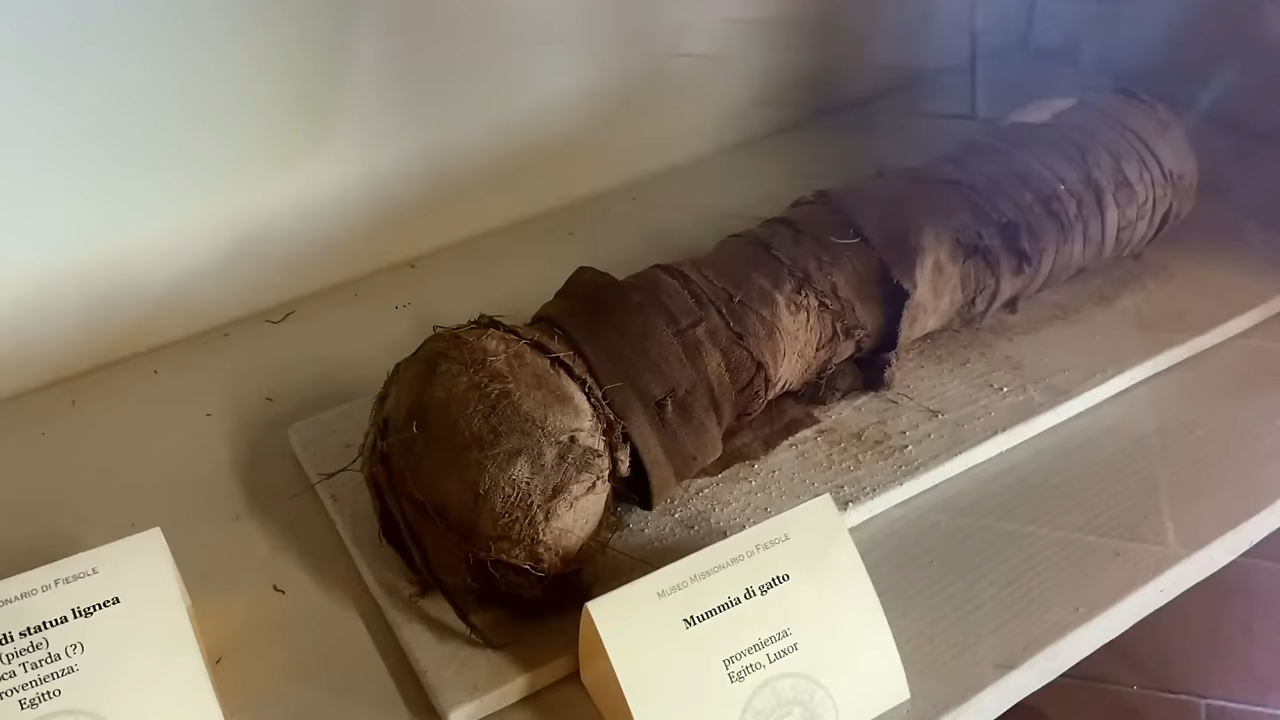 NARIO DI FIESOLE
di statua lignea
(piede)
ca Tarda (?)
rovenienza:
Egitto
MUSEO MISSIONARIO DI FIESOLE
Mummia di gatto
provenienza:
Egitto, Luxor